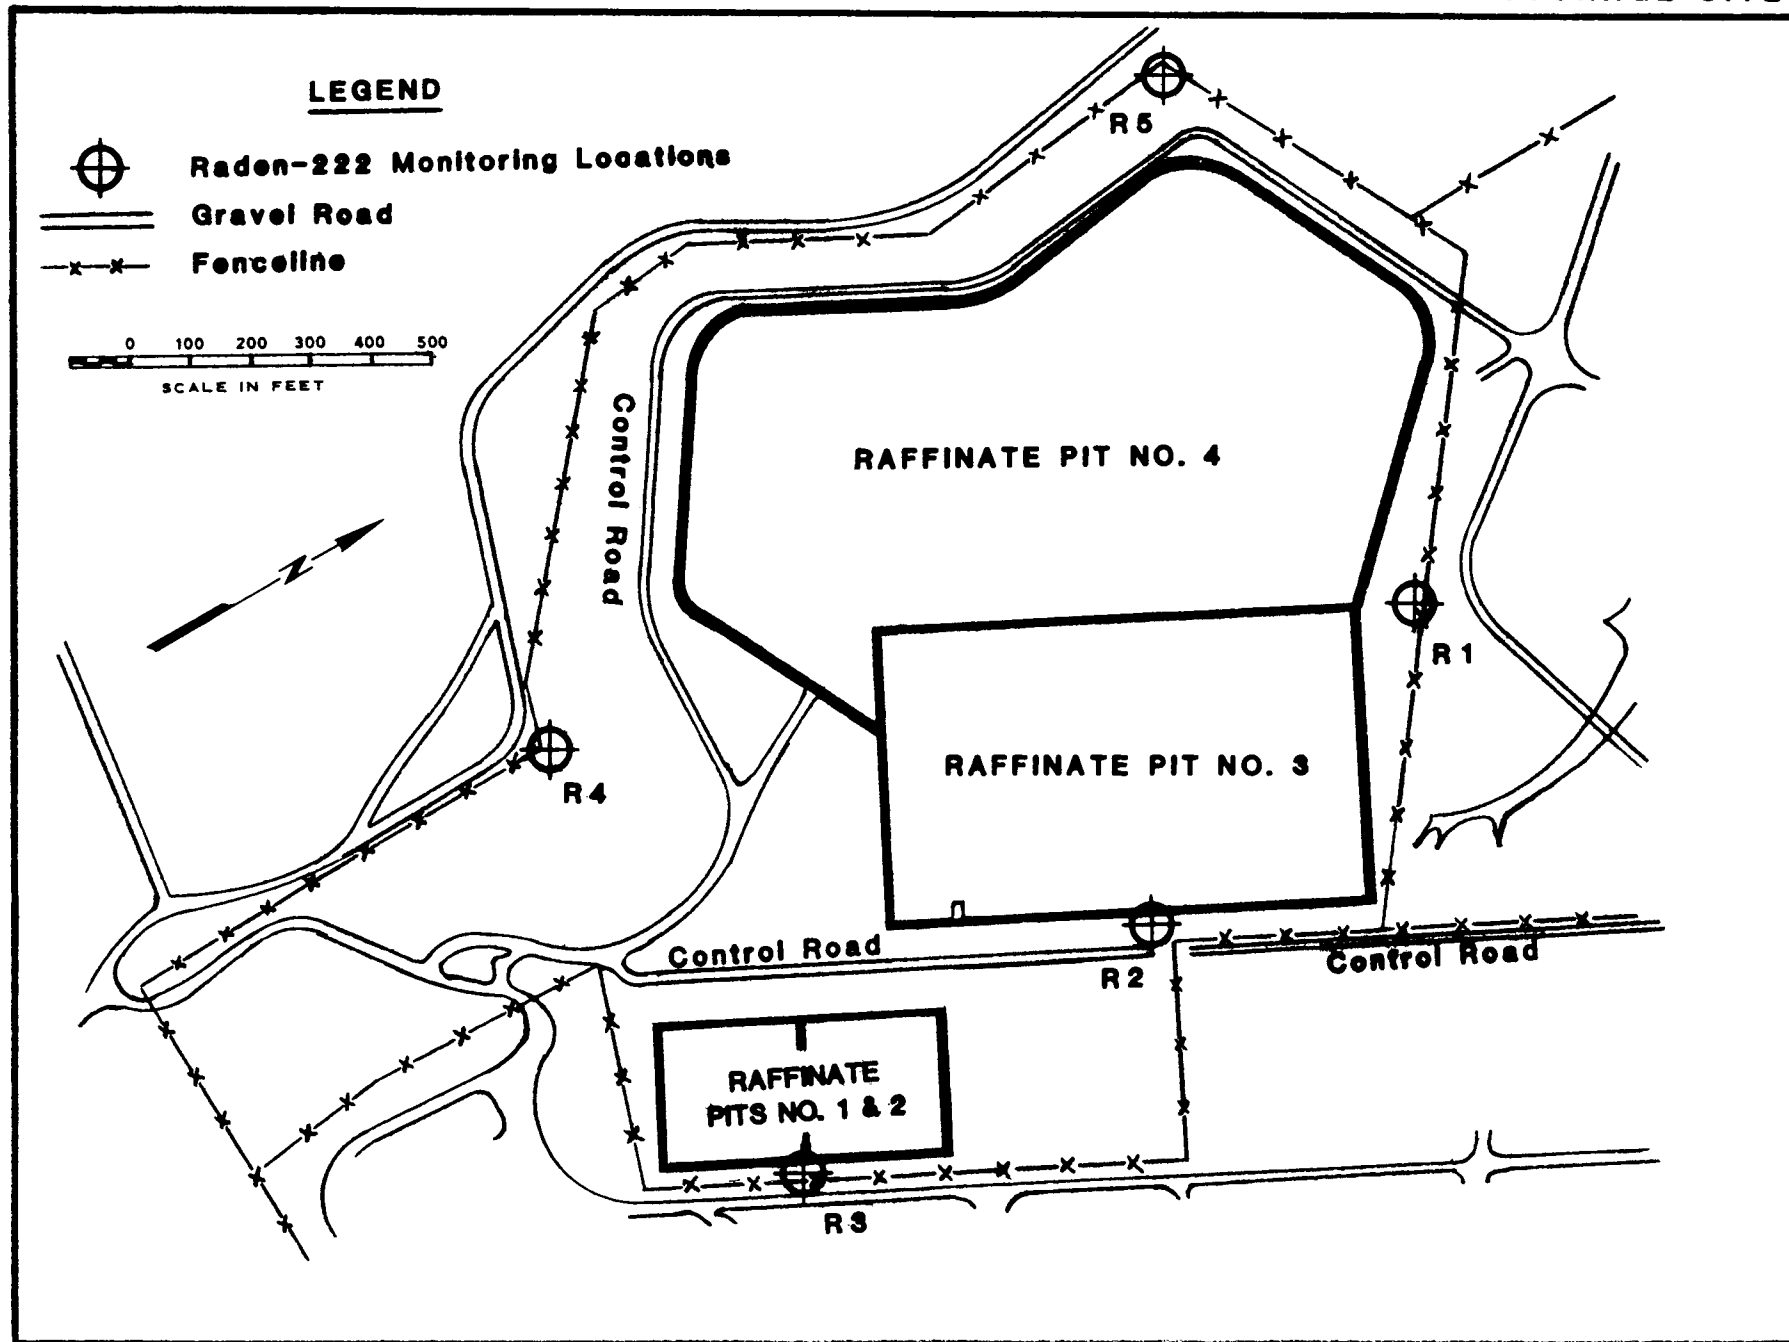 LEGEND
Raden-222 Monitoring Locations
Gravel Road
Fenceline
0 100 200 300 400 500
SCALE IN FEET
R5
Control Road
RAFFINATE PIT NO. 4
N
R1
RAFFINATE PIT NO. 3
R4
Control Road
R2
Control Road
RAFFINATE
PITS NO. 1 & 2
R3